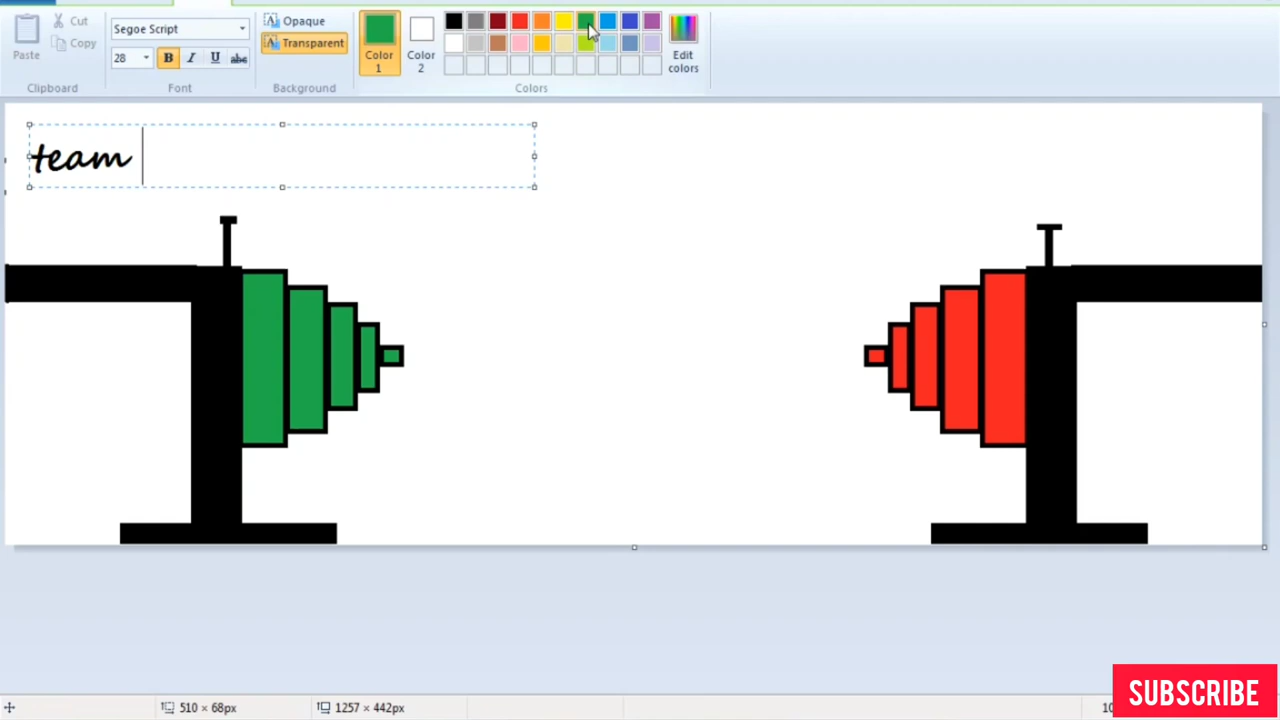 Paste
Cut
Copy
Clipboard
Segoe Script
28
B I U abc
Font
Opaque
Transparent
Background
Color 1
Color 2
Edit colors
Colors
team
510 × 68px
1257 × 442px
10
SUBSCRIBE